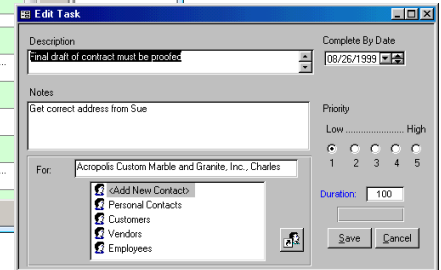 Edit Task
Description
Complete By Date
Final draft of contract must be proofed
08/26/1999
Notes
Get correct address from Sue
Priority
Low ...................... High
1 2 3 4 5
For: Acropolis Custom Marble and Granite, Inc., Charles
<Add New Contact>
Personal Contacts
Customers
Vendors
Employees
Duration: 100
Save Cancel